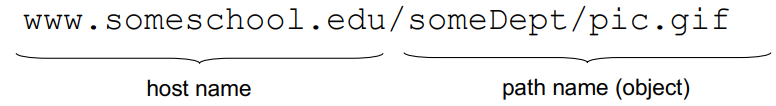 www.someschool.edu/someDept/pic.gif
host name path name (object)